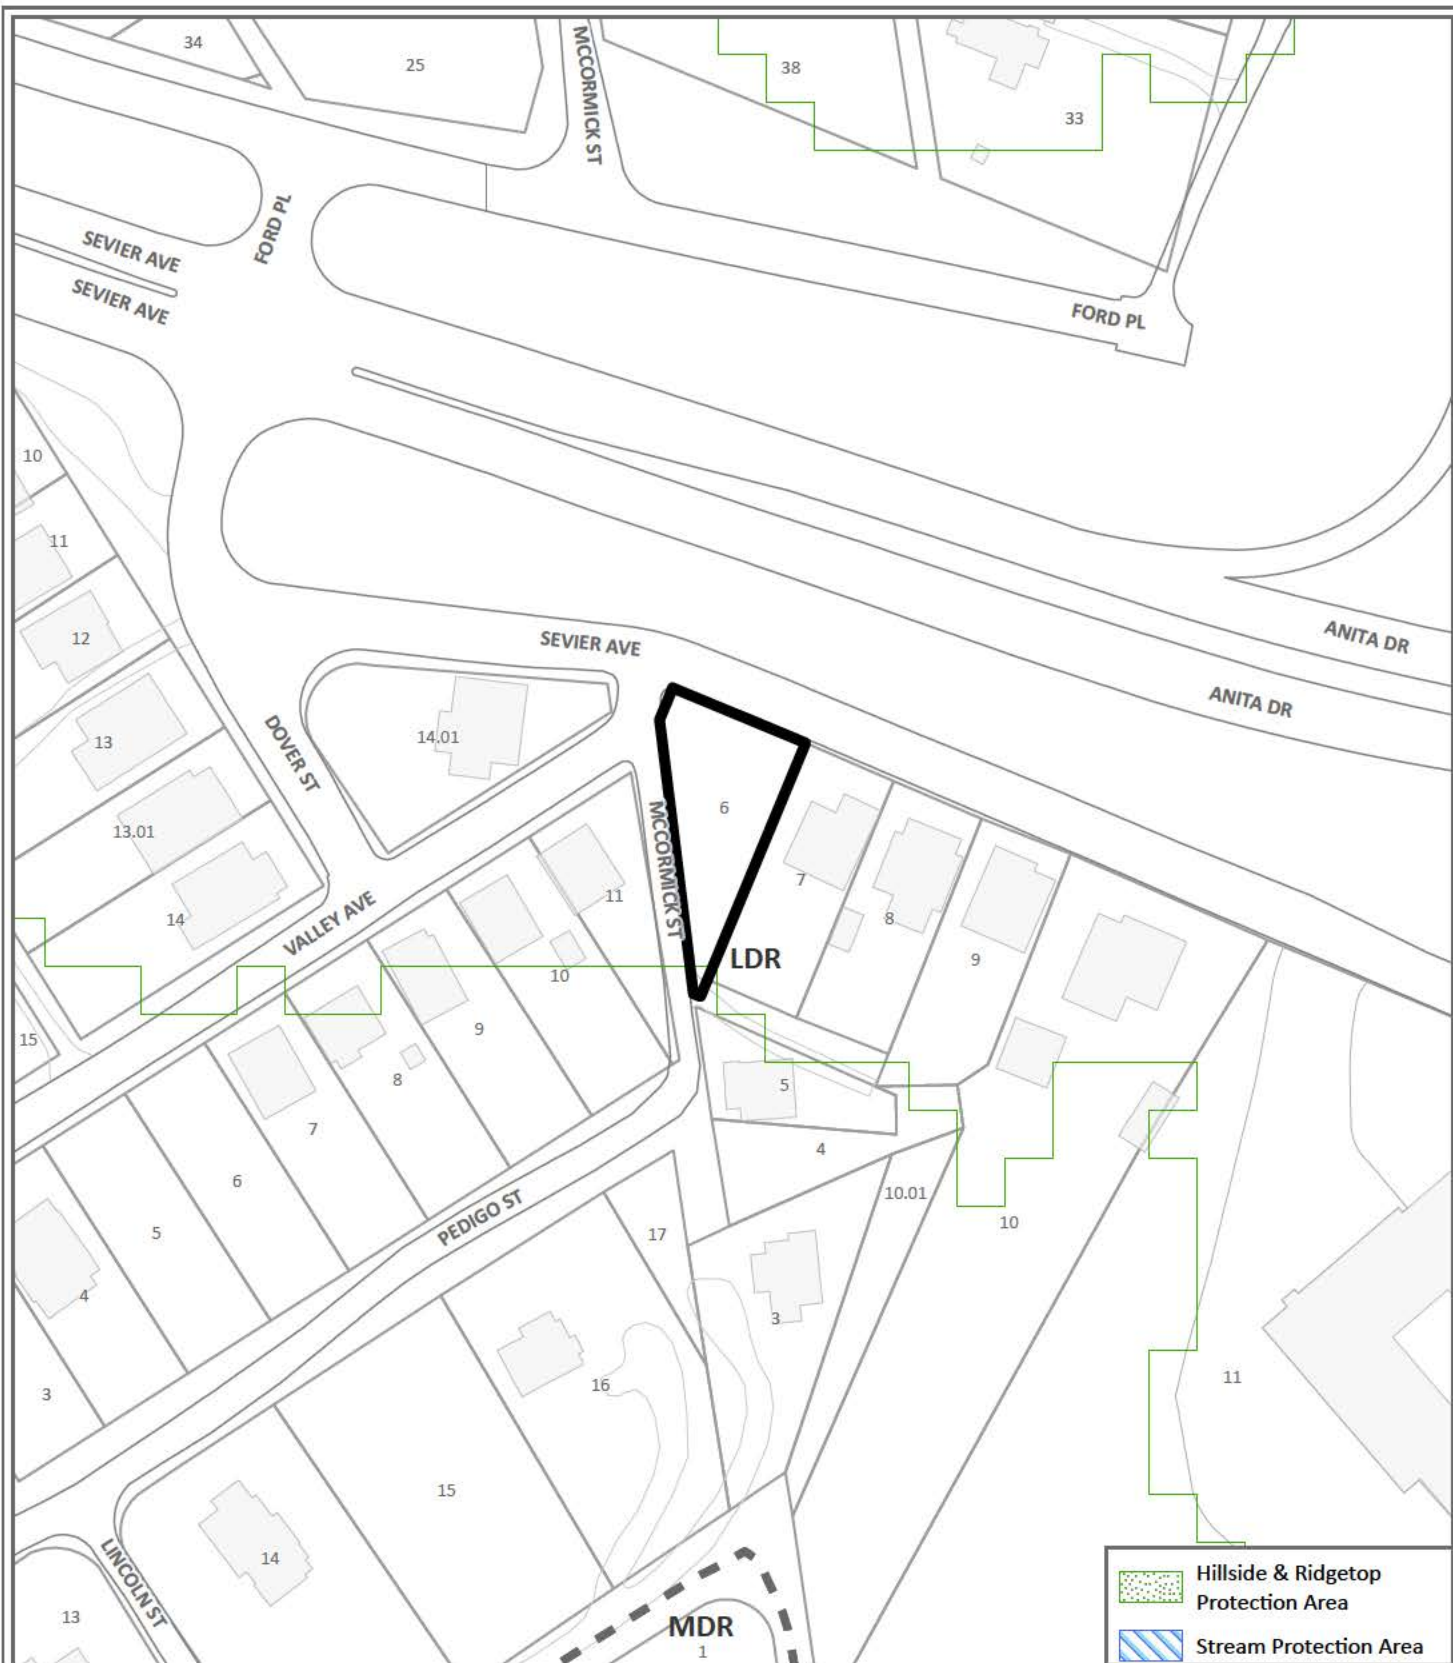 34
25
MCCORMICK ST
38
33
FORD PL
SEVIER AVE
SEVIER AVE
FORD PL
10
11
12
SEVIER AVE
ANITA DR
ANITA DR
13
DOVER ST
14.01
6
13.01
MCCORMICK ST
7
8
14
VALLEY AVE
11
LDR
9
10
15
9
8
5
7
4
6
10.01
10
5
PEDIGO ST
17
4
3
16
11
3
15
14
LINCOLN ST
13
MDR
1
Hillside & Ridgetop
Protection Area
Stream Protection Area